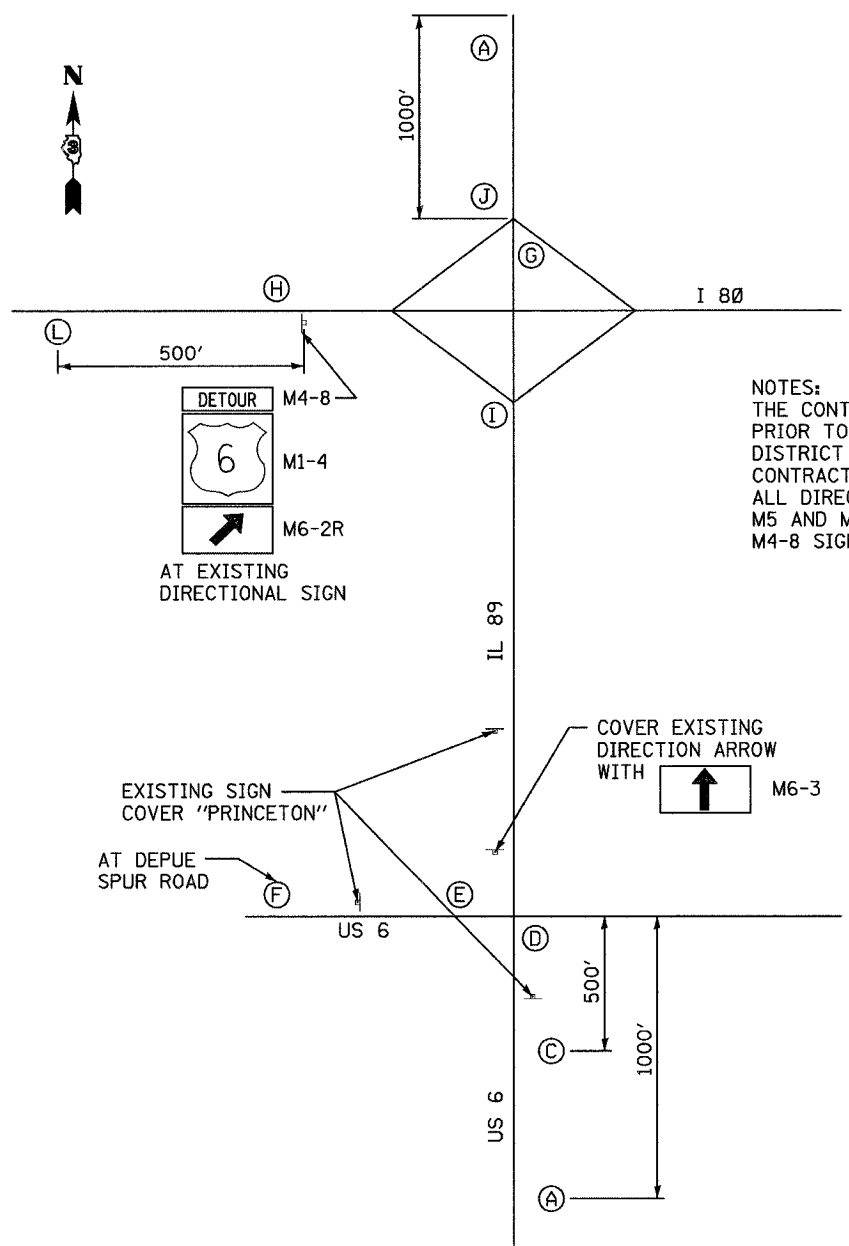 A
N
1000'
J
G
H
I 80
L
500'
DETOUR M4-8
6 M1-4
M6-2R
AT EXISTING
DIRECTIONAL SIGN
I
NOTES:
THE CONT
PRIOR TO
DISTRICT
CONTRACT
ALL DIREC
M5 AND M
M4-8 SIG
IL 89
COVER EXISTING
DIRECTION ARROW
WITH
M6-3
EXISTING SIGN
COVER "PRINCETON"
AT DEPUE
SPUR ROAD
F
E
US 6
D
500'
C
1000'
US 6
A